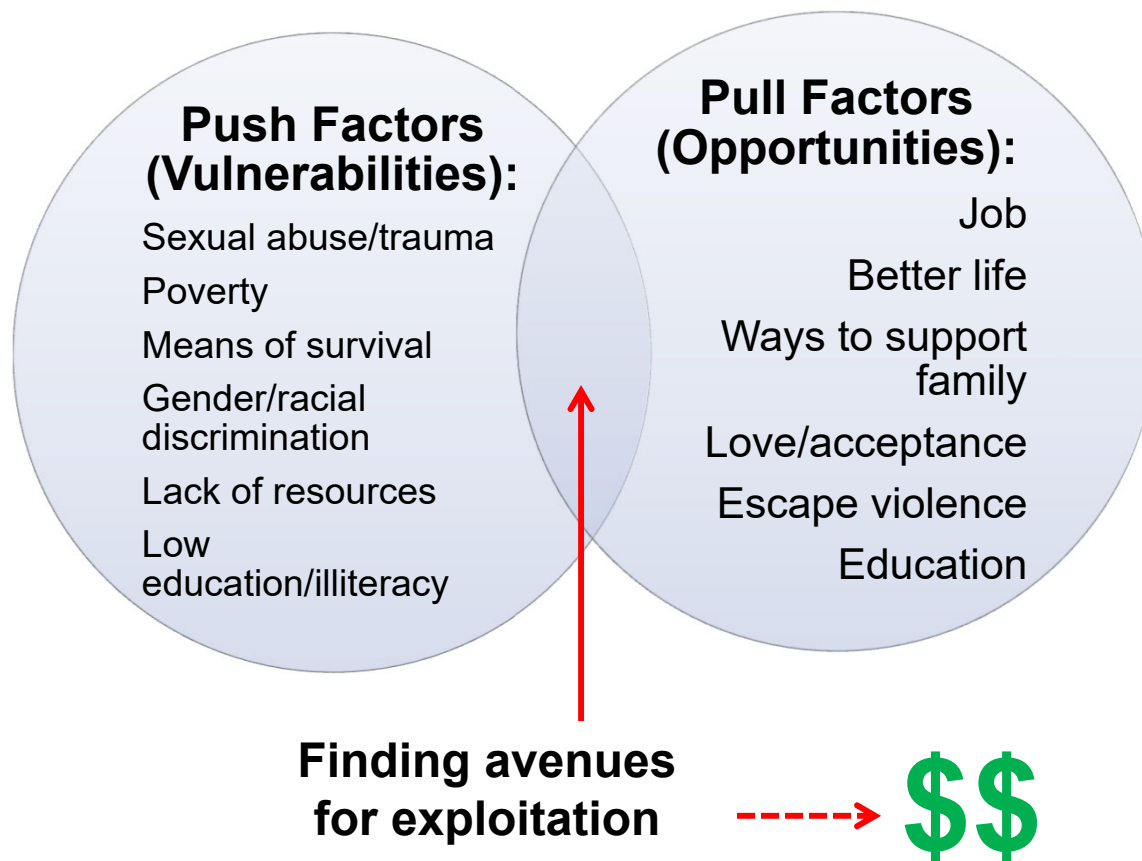 Push Factors
(Vulnerabilities):
Sexual abuse/trauma
Poverty
Means of survival
Gender/racial
discrimination
Lack of resources
Low
education/illiteracy
Pull Factors
(Opportunities):
Job
Better life
Ways to support
family
Love/acceptance
Escape violence
Education
Finding avenues
for exploitation
$$